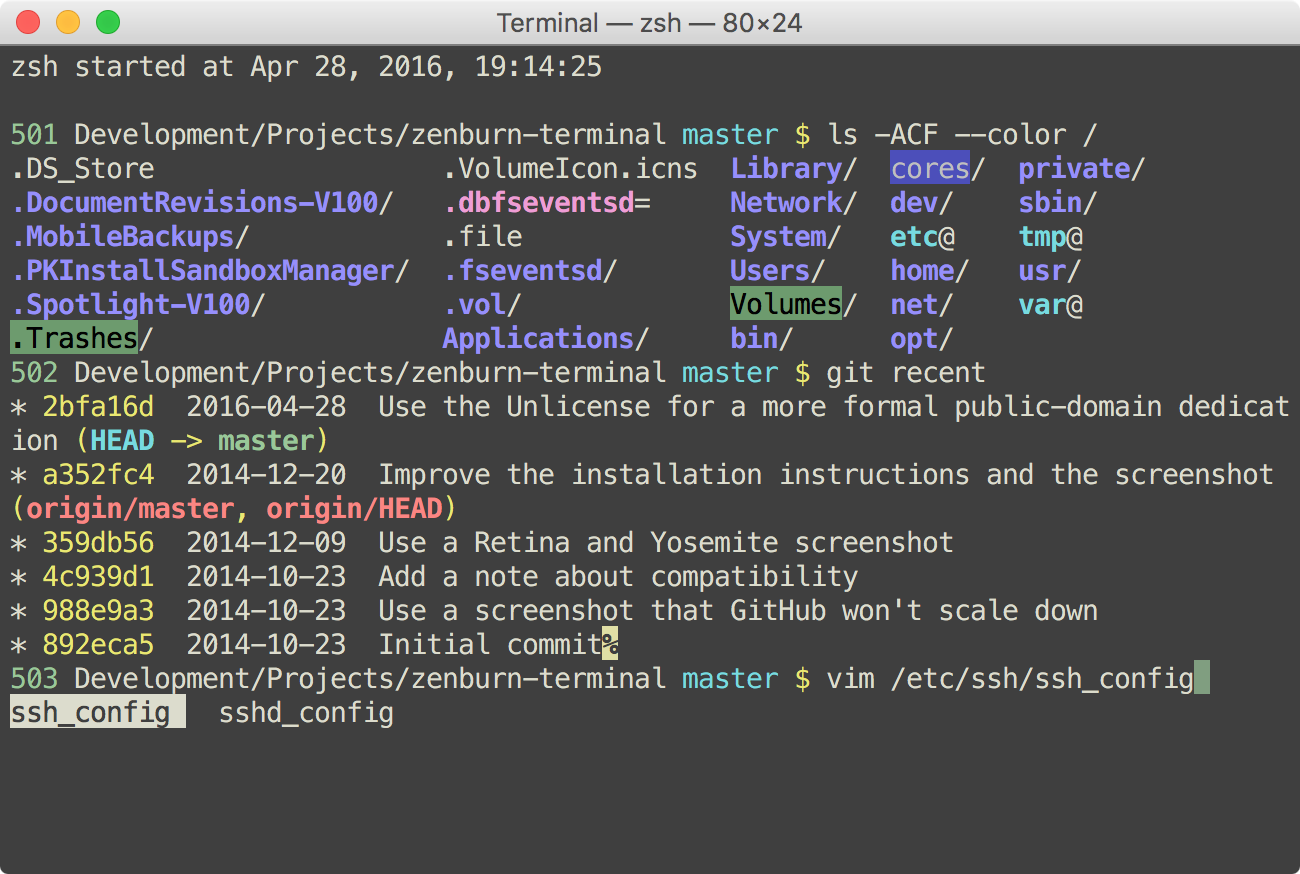 Terminal — zsh — 80×24
zsh started at Apr 28, 2016, 19:14:25
501 Development/Projects/zenburn-terminal master $ ls -ACF --color /
.DS_Store .VolumeIcon.icns Library/ cores/ private/
.DocumentRevisions-V100/ .dbfseventsd= Network/ dev/ sbin/
.MobileBackups/ .file System/ etc@ tmp@
.PKInstallSandboxManager/ .fseventsd/ Users/ home/ usr/
.Spotlight-V100/ .vol/ Volumes/ net/ var@
.Trashes/ Applications/ bin/ opt/
502 Development/Projects/zenburn-terminal master $ git recent
* 2bfa16d 2016-04-28 Use the Unlicense for a more formal public-domain dedicat
ion (HEAD -> master)
* a352fc4 2014-12-20 Improve the installation instructions and the screenshot
(origin/master, origin/HEAD)
* 359db56 2014-12-09 Use a Retina and Yosemite screenshot
* 4c939d1 2014-10-23 Add a note about compatibility
* 988e9a3 2014-10-23 Use a screenshot that GitHub won't scale down
* 892eca5 2014-10-23 Initial commit%
503 Development/Projects/zenburn-terminal master $ vim /etc/ssh/ssh_config
ssh_config sshd_config